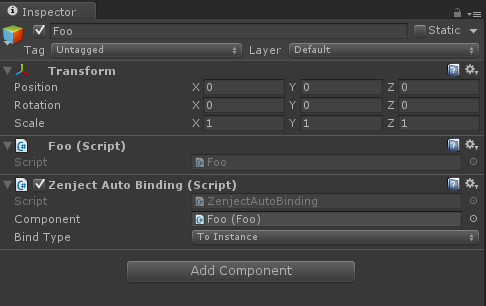 Inspector
Foo Static
Tag Untagged Layer Default
Transform
Position X 0 Y 0 Z 0
Rotation X 0 Y 0 Z 0
Scale X 1 Y 1 Z 1
Foo (Script)
Script Foo
Zenject Auto Binding (Script)
Script ZenjectAutoBinding
Component Foo (Foo)
Bind Type To Instance
Add Component